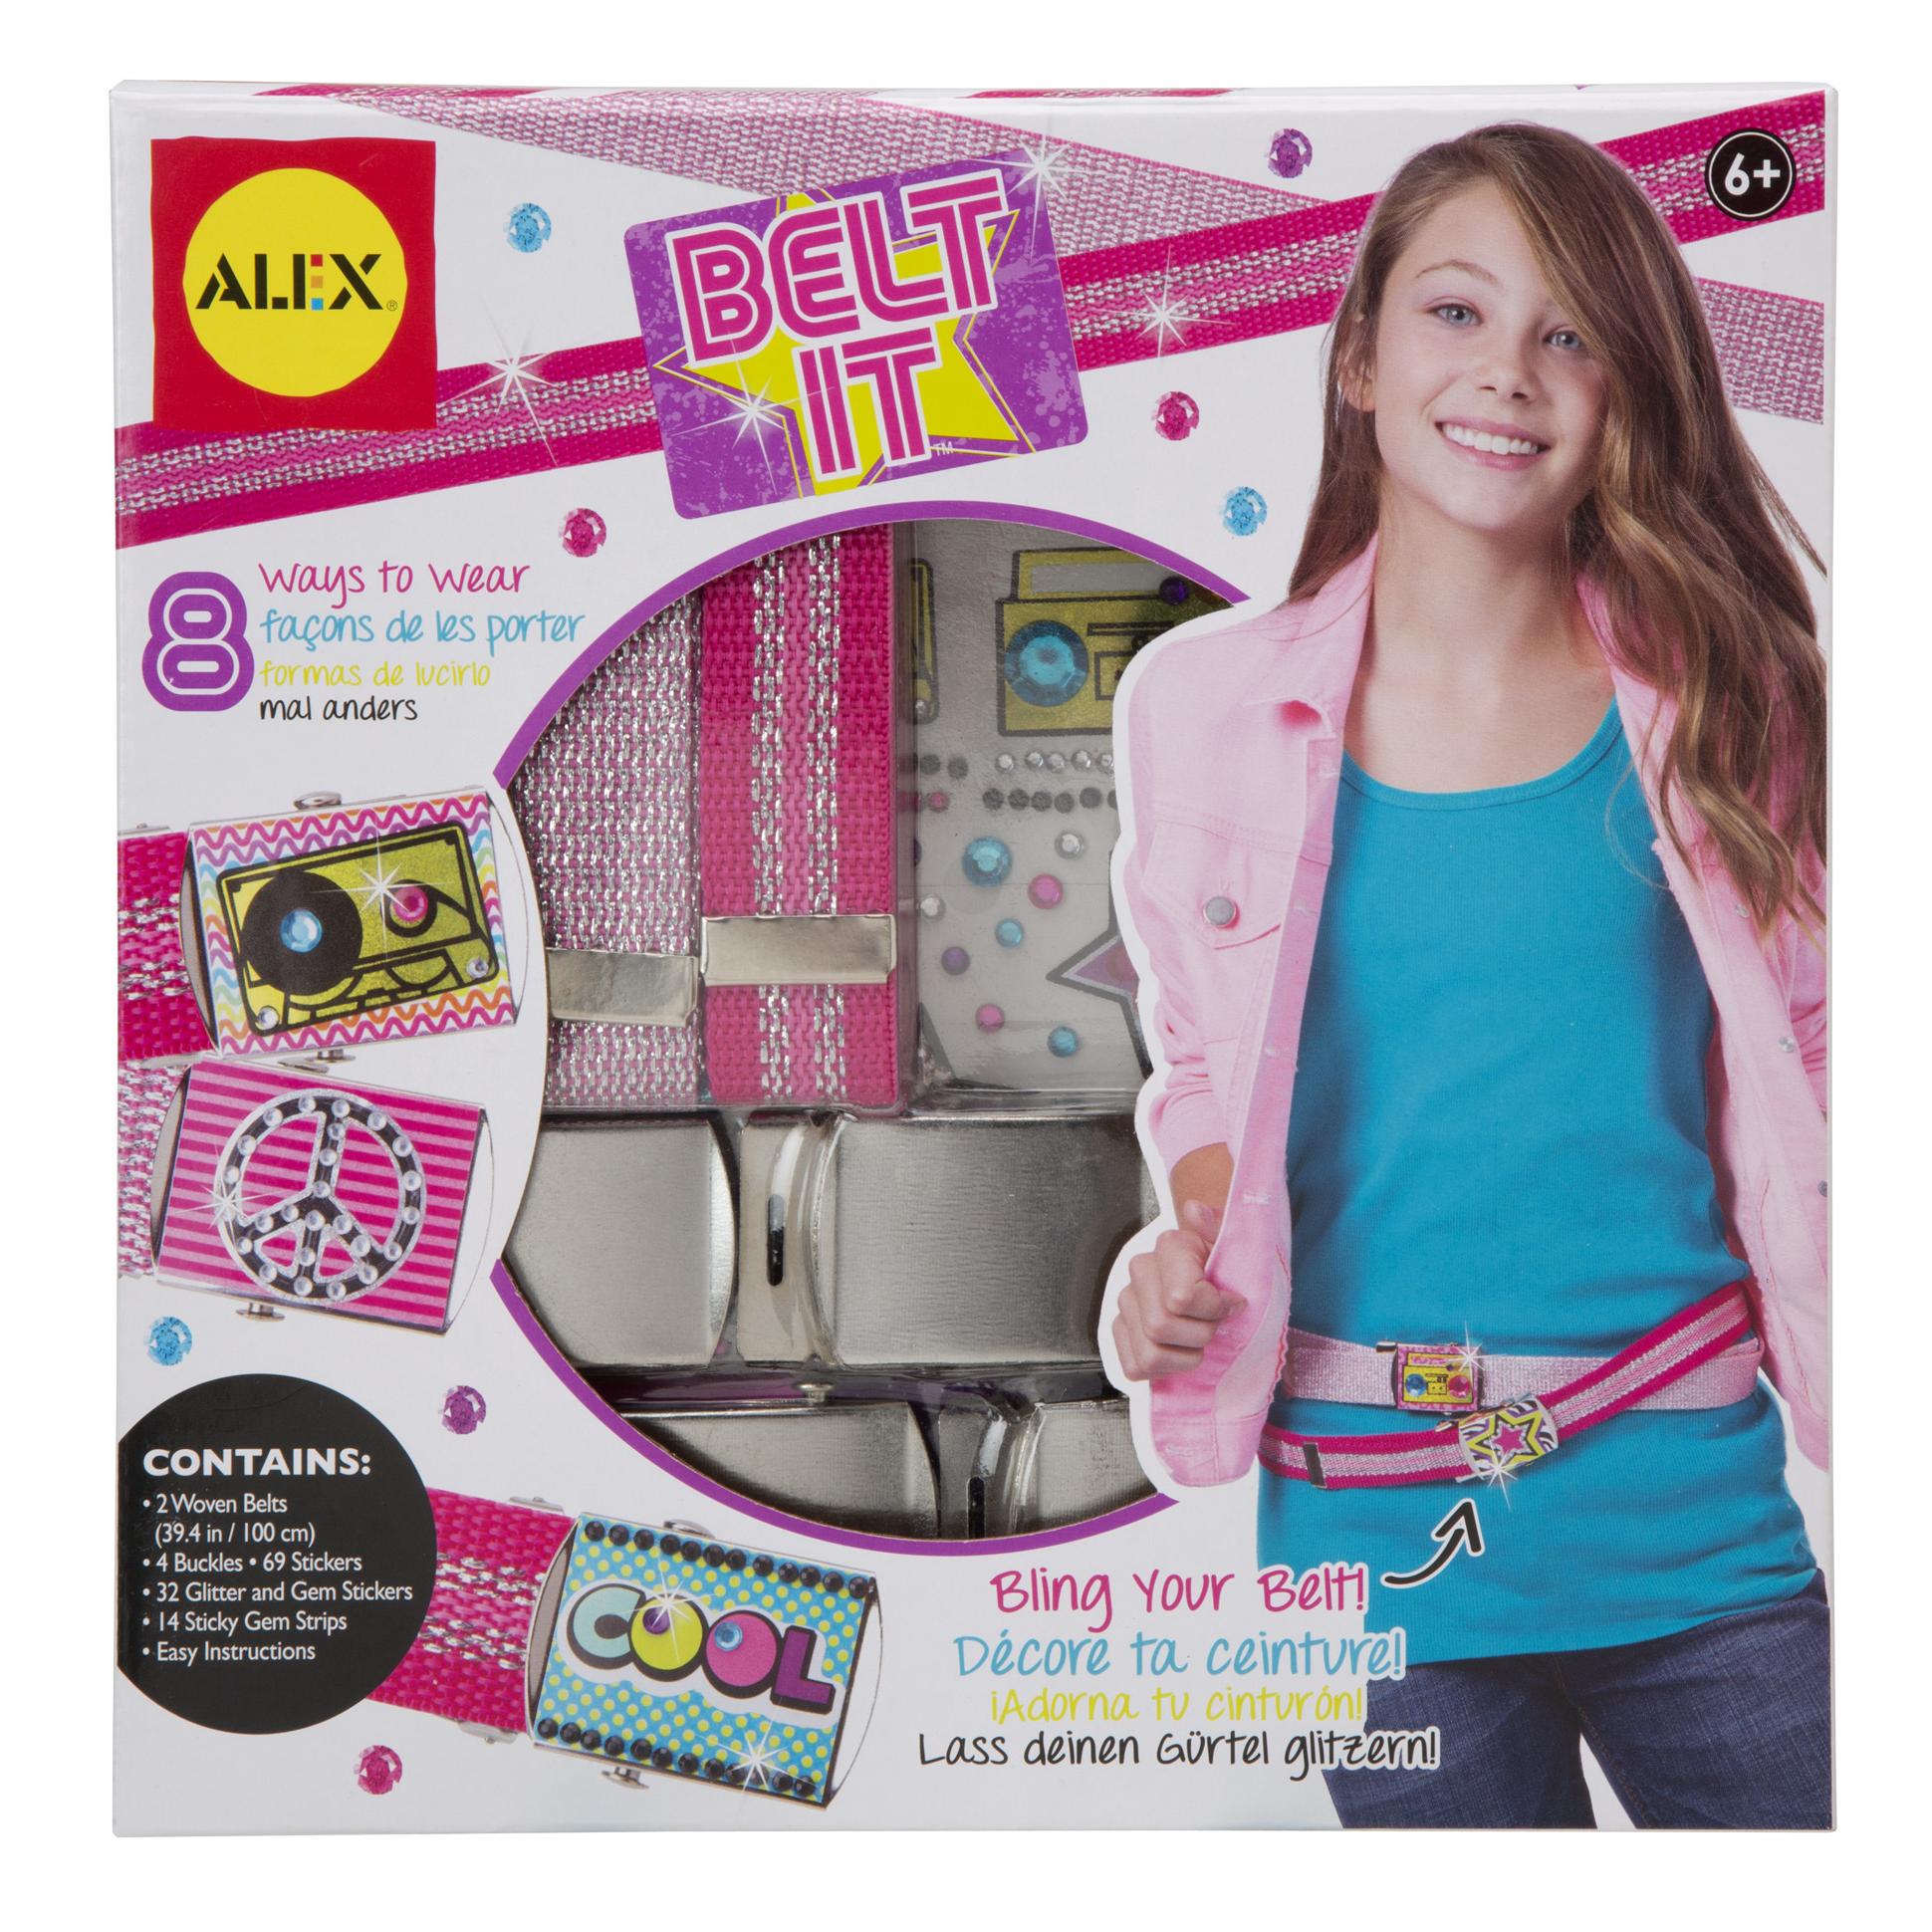 ALEX®
BELT
IT™
6+
8
Ways to Wear
façons de les porter
formas de lucirlo
mal anders
CONTAINS:
• 2 Woven Belts
(39.4 in / 100 cm)
• 4 Buckles • 69 Stickers
• 32 Glitter and Gem Stickers
• 14 Sticky Gem Strips
• Easy Instructions
COOL
Bling Your Belt!
Décore ta ceinture!
¡Adorna tu cinturón!
Lass deinen Gürtel glitzern!